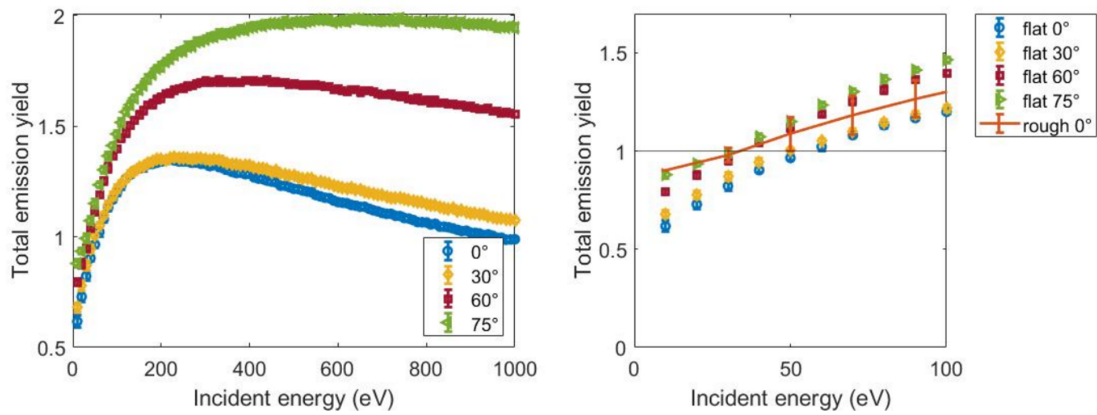 2
1.5
1
0.5
0 200 400 600 800 1000
Total emission yield
Incident energy (eV)
0°
30°
60°
75°
1.5
1
0.5
0
0 50 100
Total emission yield
Incident energy (eV)
flat 0°
flat 30°
flat 60°
flat 75°
rough 0°